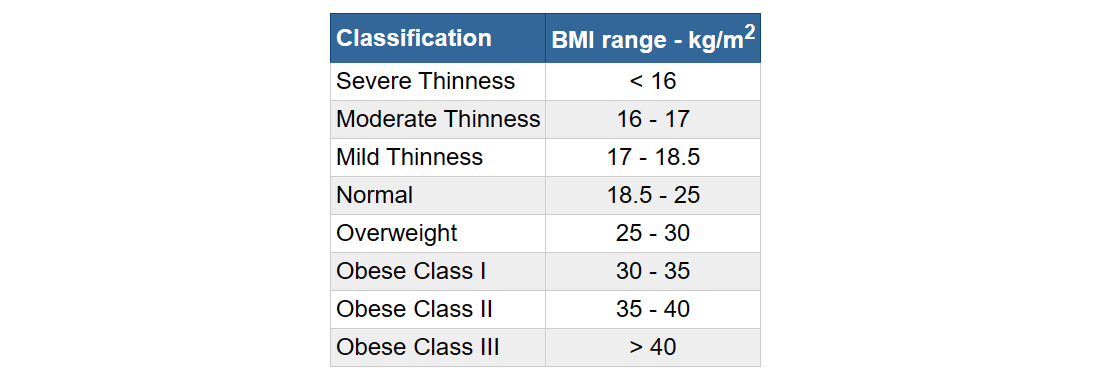 Classification BMI range - kg/m²
Severe Thinness < 16
Moderate Thinness 16 - 17
Mild Thinness 17 - 18.5
Normal 18.5 - 25
Overweight 25 - 30
Obese Class I 30 - 35
Obese Class II 35 - 40
Obese Class III > 40